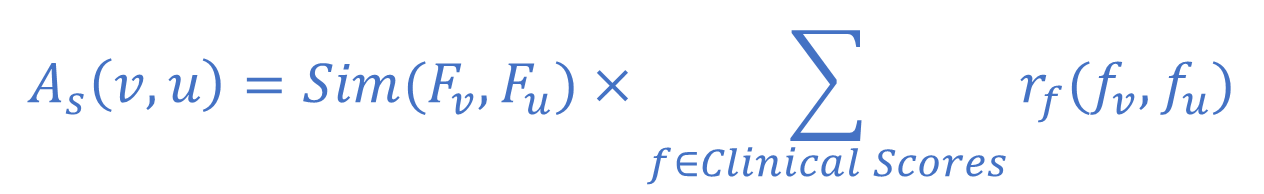 A_s(v, u) = Sim(F_v, F_u) × ∑_{f∈Clinical Scores} r_f(f_v, f_u)